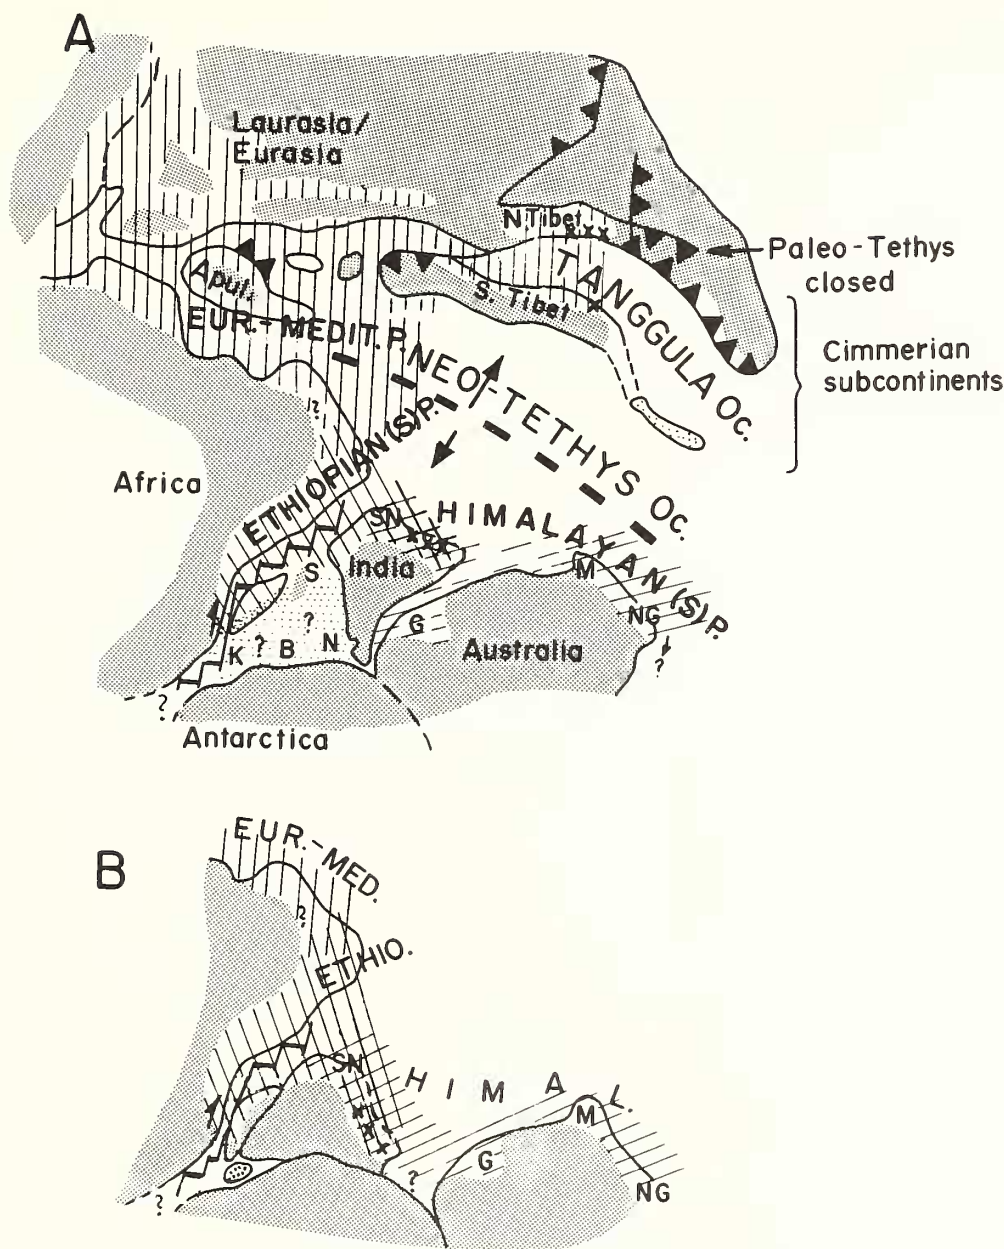 A
Laurasia/
Eurasia
N.Tibet
Paleo-Tethys
closed
TANGGULA Oc.
Apul.
S. Tibet
EUR.-MEDIT. P.
NEO-TETHYS Oc.
Cimmerian
subcontinents
?
ETHIOPIAN (S) P.
Africa
HIMALAYAN (S) P.
SN
India
M
S
NG
G
?
K ? B N
Australia
?
?
Antarctica
B
EUR.-MED.
?
ETHIO.
SN
HIMAL.
M
G
?
NG
?